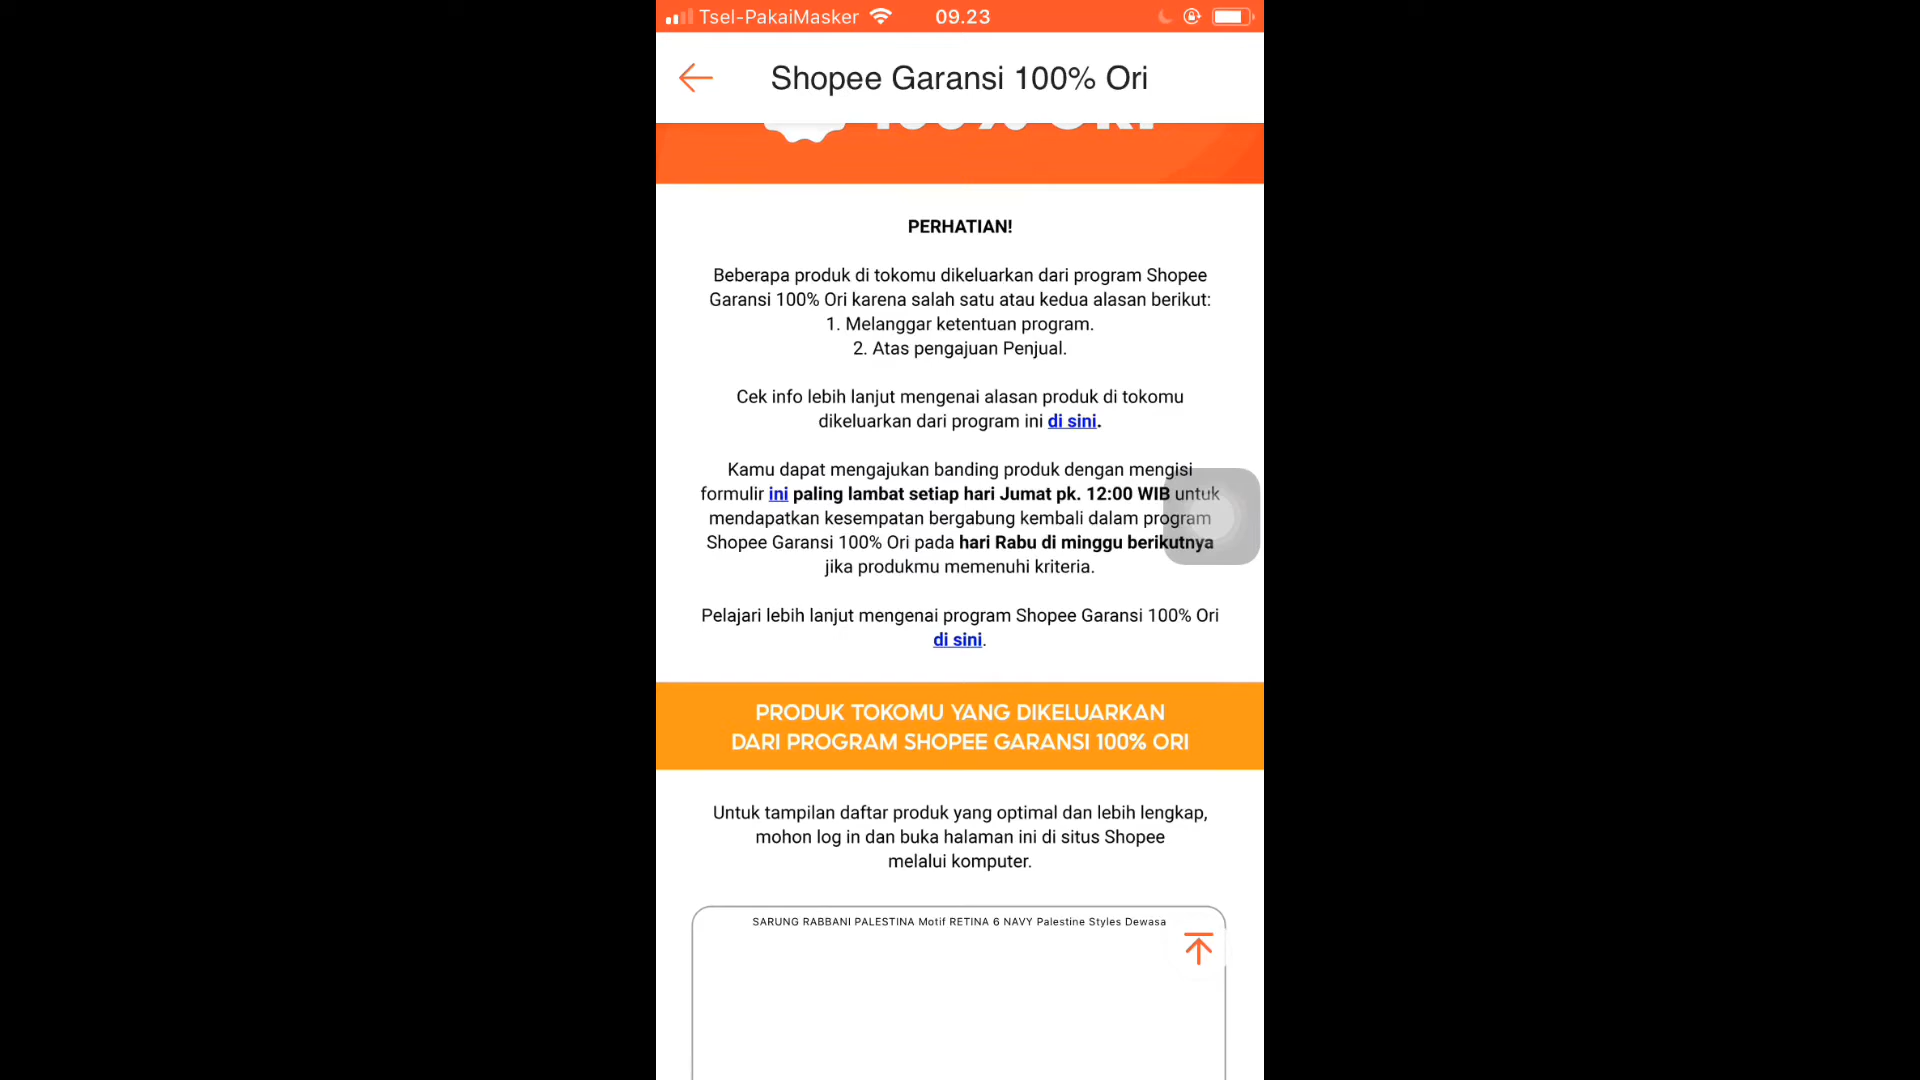 Tsel-PakaiMasker 09.23
Shopee Garansi 100% Ori
100% ORI
PERHATIAN!
Beberapa produk di tokomu dikeluarkan dari program Shopee
Garansi 100% Ori karena salah satu atau kedua alasan berikut:
1. Melanggar ketentuan program.
2. Atas pengajuan Penjual.
Cek info lebih lanjut mengenai alasan produk di tokomu
dikeluarkan dari program ini di sini.
Kamu dapat mengajukan banding produk dengan mengisi
formulir ini paling lambat setiap hari Jumat pk. 12:00 WIB untuk
mendapatkan kesempatan bergabung kembali dalam program
Shopee Garansi 100% Ori pada hari Rabu di minggu berikutnya
jika produkmu memenuhi kriteria.
Pelajari lebih lanjut mengenai program Shopee Garansi 100% Ori
di sini.
PRODUK TOKOMU YANG DIKELUARKAN
DARI PROGRAM SHOPEE GARANSI 100% ORI
Untuk tampilan daftar produk yang optimal dan lebih lengkap,
mohon log in dan buka halaman ini di situs Shopee
melalui komputer.
SARUNG RABBANI PALESTINA Motif RETINA 6 NAVY Palestine Styles Dewasa